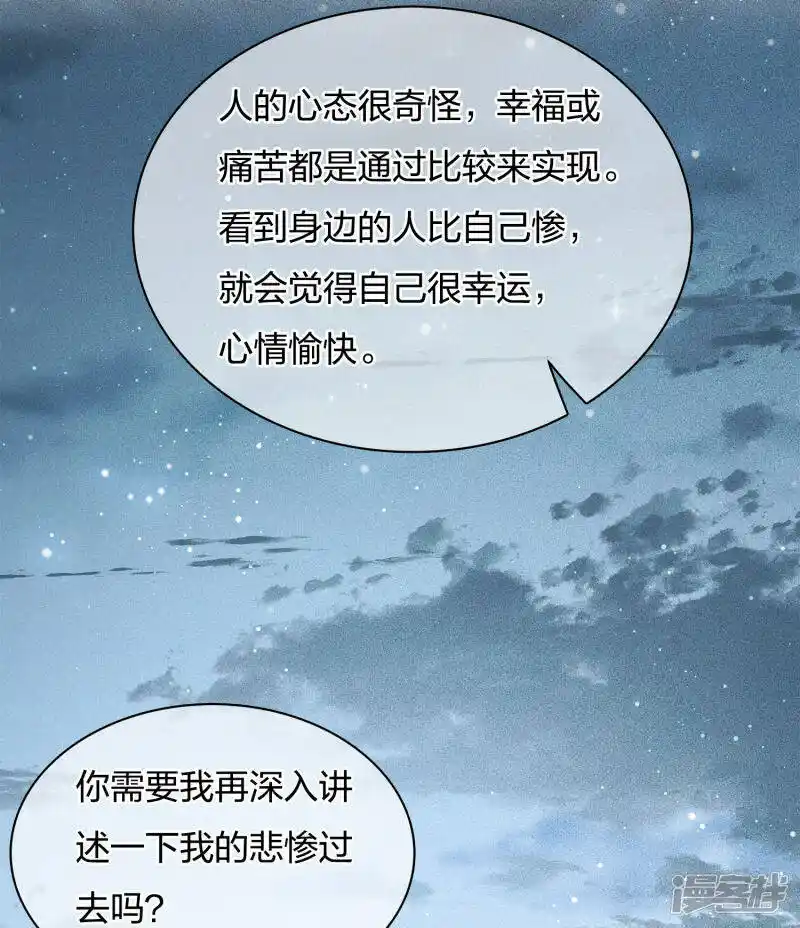 人的心态很奇怪，幸福或
痛苦都是通过比较来实现。
看到身边的人比自己惨，
就会觉得自己很幸运，
心情愉快。
你需要我再深入讲
述一下我的悲惨过
去吗？
漫客栈